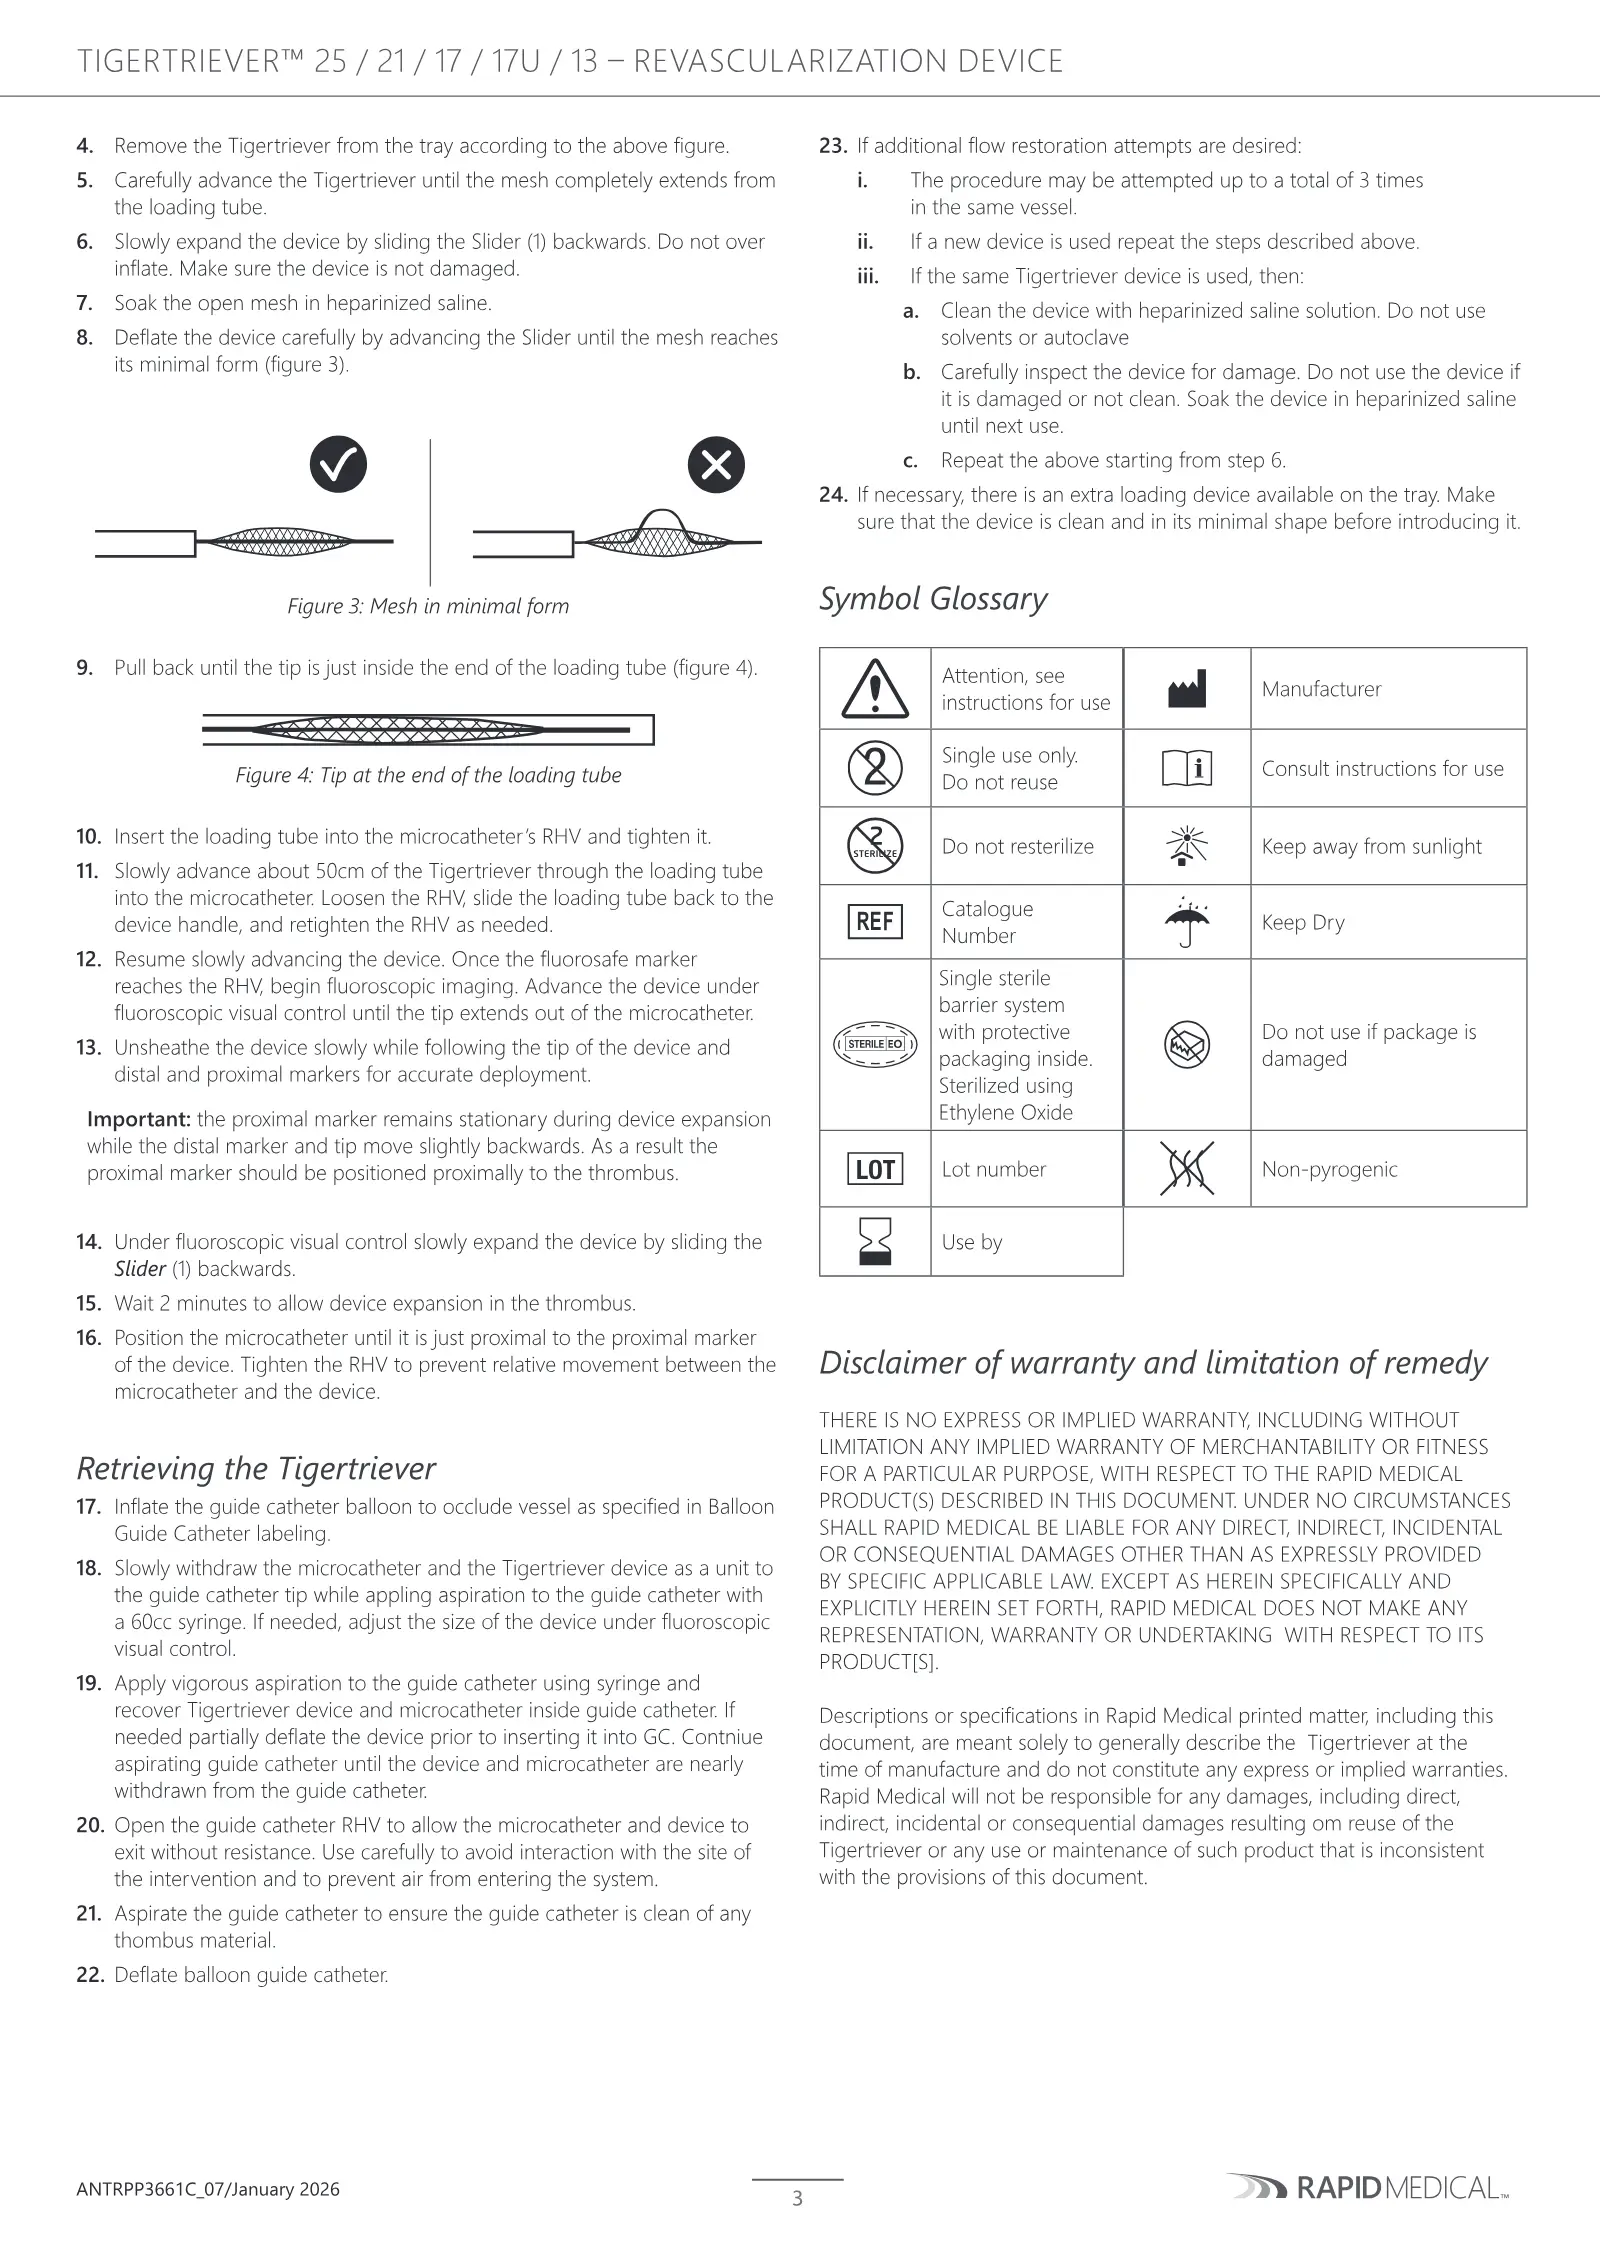 TIGERTRIEVER™ 25 / 21 / 17 / 17U / 13 – REVASCULARIZATION DEVICE
4. Remove the Tigertriever from the tray according to the above figure.
5. Carefully advance the Tigertriever until the mesh completely extends from
the loading tube.
6. Slowly expand the device by sliding the Slider (1) backwards. Do not over
inflate. Make sure the device is not damaged.
7. Soak the open mesh in heparinized saline.
8. Deflate the device carefully by advancing the Slider until the mesh reaches
its minimal form (figure 3).
Figure 3: Mesh in minimal form
9. Pull back until the tip is just inside the end of the loading tube (figure 4).
Figure 4: Tip at the end of the loading tube
10. Insert the loading tube into the microcatheter's RHV and tighten it.
11. Slowly advance about 50cm of the Tigertriever through the loading tube
into the microcatheter. Loosen the RHV, slide the loading tube back to the
device handle, and retighten the RHV as needed.
12. Resume slowly advancing the device. Once the fluorosafe marker
reaches the RHV, begin fluoroscopic imaging. Advance the device under
fluoroscopic visual control until the tip extends out of the microcatheter.
13. Unsheathe the device slowly while following the tip of the device and
distal and proximal markers for accurate deployment.
Important: the proximal marker remains stationary during device expansion
while the distal marker and tip move slightly backwards. As a result the
proximal marker should be positioned proximally to the thrombus.
14. Under fluoroscopic visual control slowly expand the device by sliding the
Slider (1) backwards.
15. Wait 2 minutes to allow device expansion in the thrombus.
16. Position the microcatheter until it is just proximal to the proximal marker
of the device. Tighten the RHV to prevent relative movement between the
microcatheter and the device.
Retrieving the Tigertriever
17. Inflate the guide catheter balloon to occlude vessel as specified in Balloon
Guide Catheter labeling.
18. Slowly withdraw the microcatheter and the Tigertriever device as a unit to
the guide catheter tip while appling aspiration to the guide catheter with
a 60cc syringe. If needed, adjust the size of the device under fluoroscopic
visual control.
19. Apply vigorous aspiration to the guide catheter using syringe and
recover Tigertriever device and microcatheter inside guide catheter. If
needed partially deflate the device prior to inserting it into GC. Contniue
aspirating guide catheter until the device and microcatheter are nearly
withdrawn from the guide catheter.
20. Open the guide catheter RHV to allow the microcatheter and device to
exit without resistance. Use carefully to avoid interaction with the site of
the intervention and to prevent air from entering the system.
21. Aspirate the guide catheter to ensure the guide catheter is clean of any
thombus material.
22. Deflate balloon guide catheter.
23. If additional flow restoration attempts are desired:
i. The procedure may be attempted up to a total of 3 times
in the same vessel.
ii. If a new device is used repeat the steps described above.
iii. If the same Tigertriever device is used, then:
a. Clean the device with heparinized saline solution. Do not use
solvents or autoclave
b. Carefully inspect the device for damage. Do not use the device if
it is damaged or not clean. Soak the device in heparinized saline
until next use.
c. Repeat the above starting from step 6.
24. If necessary, there is an extra loading device available on the tray. Make
sure that the device is clean and in its minimal shape before introducing it.
Symbol Glossary
Attention, see
instructions for use
Manufacturer
2
Single use only.
Do not reuse
i
Consult instructions for use
2
STERILIZE
Do not resterilize
Keep away from sunlight
REF
Catalogue
Number
Keep Dry
STERILE EO
Single sterile
barrier system
with protective
packaging inside.
Sterilized using
Ethylene Oxide
Do not use if package is
damaged
LOT
Lot number
Non-pyrogenic
Use by
Disclaimer of warranty and limitation of remedy
THERE IS NO EXPRESS OR IMPLIED WARRANTY, INCLUDING WITHOUT
LIMITATION ANY IMPLIED WARRANTY OF MERCHANTABILITY OR FITNESS
FOR A PARTICULAR PURPOSE, WITH RESPECT TO THE RAPID MEDICAL
PRODUCT(S) DESCRIBED IN THIS DOCUMENT. UNDER NO CIRCUMSTANCES
SHALL RAPID MEDICAL BE LIABLE FOR ANY DIRECT, INDIRECT, INCIDENTAL
OR CONSEQUENTIAL DAMAGES OTHER THAN AS EXPRESSLY PROVIDED
BY SPECIFIC APPLICABLE LAW. EXCEPT AS HEREIN SPECIFICALLY AND
EXPLICITLY HEREIN SET FORTH, RAPID MEDICAL DOES NOT MAKE ANY
REPRESENTATION, WARRANTY OR UNDERTAKING WITH RESPECT TO ITS
PRODUCT[S].
Descriptions or specifications in Rapid Medical printed matter, including this
document, are meant solely to generally describe the Tigertriever at the
time of manufacture and do not constitute any express or implied warranties.
Rapid Medical will not be responsible for any damages, including direct,
indirect, incidental or consequential damages resulting om reuse of the
Tigertriever or any use or maintenance of such product that is inconsistent
with the provisions of this document.
ANTRPP3661C_07/January 2026
3
RAPIDMEDICAL™